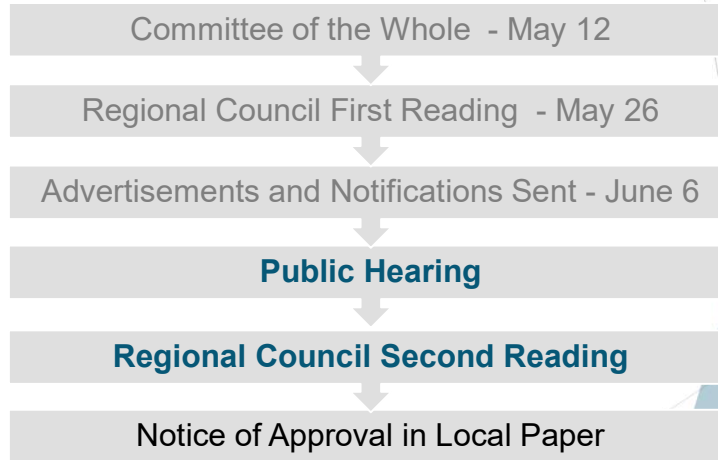 Committee of the Whole - May 12
Regional Council First Reading - May 26
Advertisements and Notifications Sent - June 6
Public Hearing
Regional Council Second Reading
Notice of Approval in Local Paper